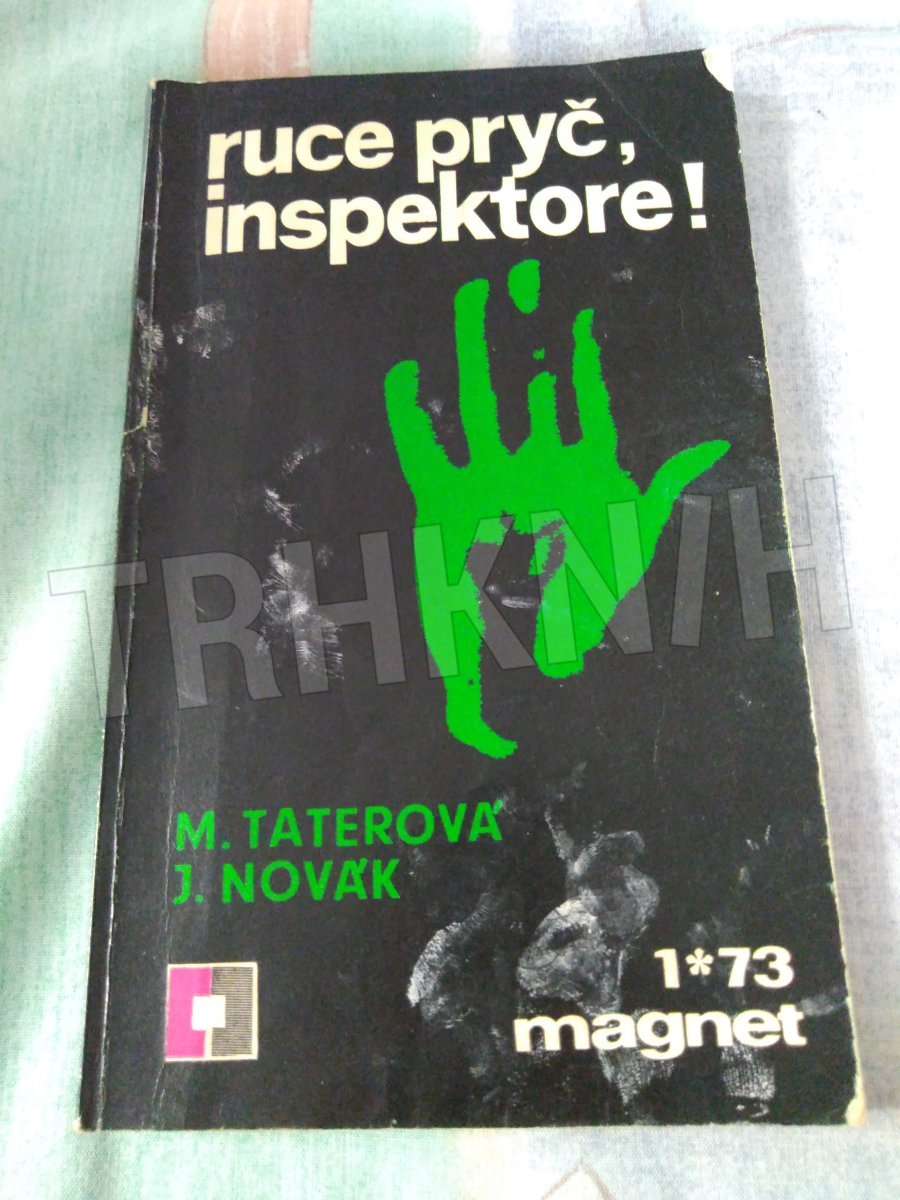 ruce pryč,
inspektore!
TRHKNIH
M. TATEROVÁ
J. NOVÁK
1*73
magnet